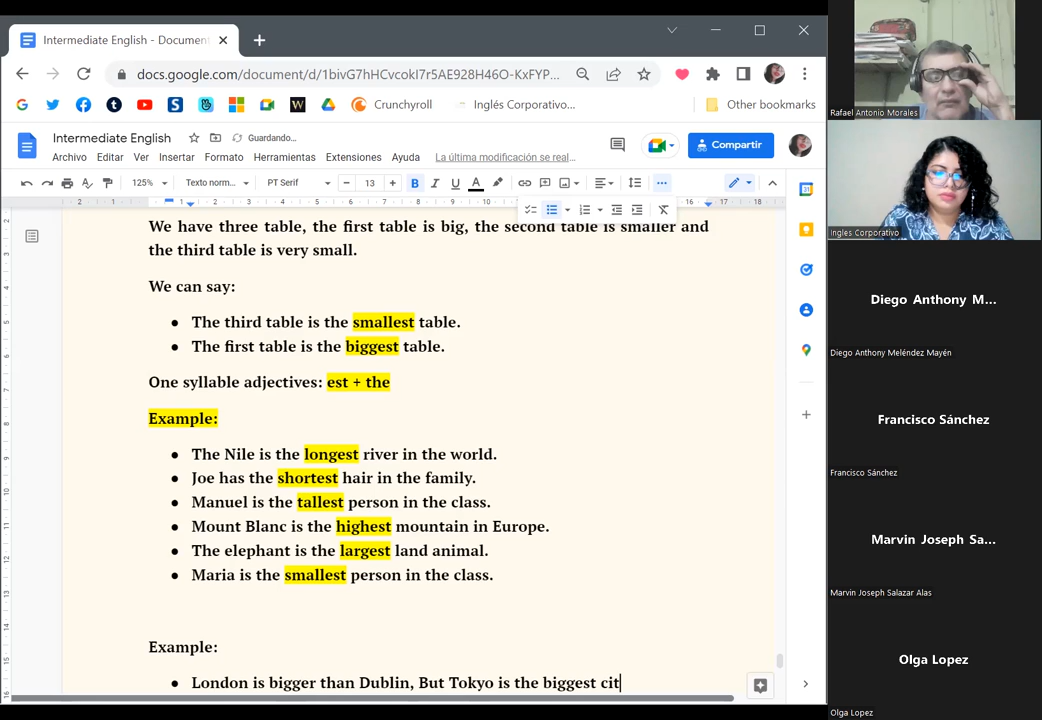 Intermediate English - Document
docs.google.com/document/d/1bivG7hHCvcokI7r5AE928H46O-KxFYP...
Crunchyroll
Inglés Corporativo...
Other bookmarks
Intermediate English
Guardando...
Archivo Editar Ver Insertar Formato Herramientas Extensiones Ayuda La última modificación se real...
Compartir
125% Texto norm... PT Serif 13
We have three table, the first table is big, the second table is smaller and
the third table is very small.
We can say:
The third table is the smallest table.
The first table is the biggest table.
One syllable adjectives: est + the
Example:
The Nile is the longest river in the world.
Joe has the shortest hair in the family.
Manuel is the tallest person in the class.
Mount Blanc is the highest mountain in Europe.
The elephant is the largest land animal.
Maria is the smallest person in the class.
Example:
London is bigger than Dublin, But Tokyo is the biggest cit
Rafael Antonio Morales
Ingles Corporativo
Diego Anthony M...
Diego Anthony Meléndez Mayén
Francisco Sánchez
Francisco Sánchez
Marvin Joseph Sa...
Marvin Joseph Salazar Alas
Olga Lopez
Olga Lopez